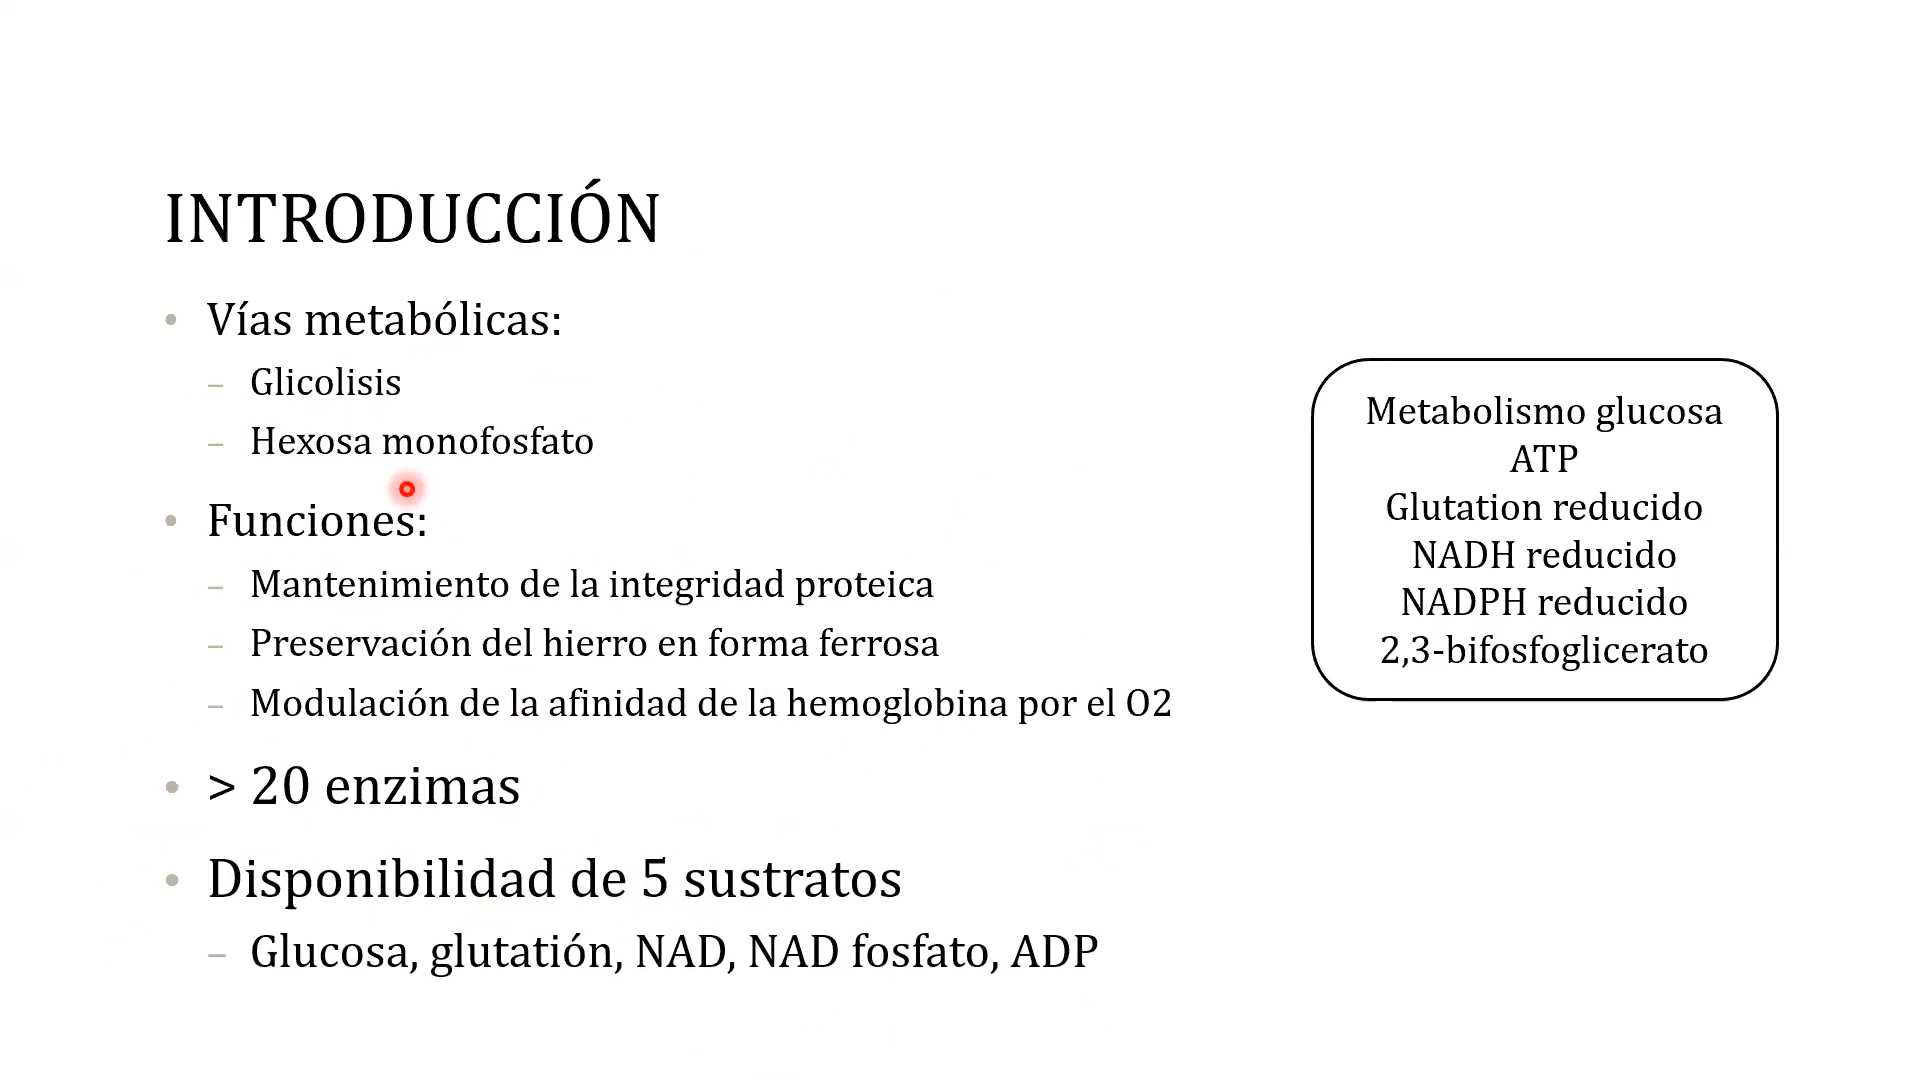 INTRODUCCIÓN
• Vías metabólicas:
– Glicolisis
– Hexosa monofosfato
• Funciones:
– Mantenimiento de la integridad proteica
– Preservación del hierro en forma ferrosa
– Modulación de la afinidad de la hemoglobina por el O2
• > 20 enzimas
• Disponibilidad de 5 sustratos
– Glucosa, glutatión, NAD, NAD fosfato, ADP
Metabolismo glucosa
ATP
Glutation reducido
NADH reducido
NADPH reducido
2,3-bifosfoglicerato